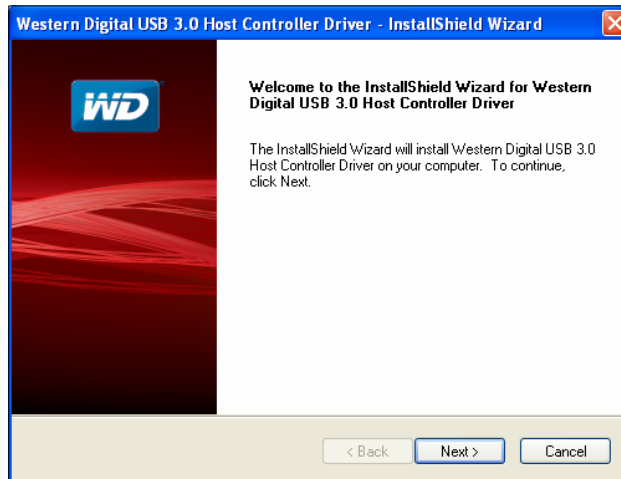 Western Digital USB 3.0 Host Controller Driver - InstallShield Wizard
WD
Welcome to the InstallShield Wizard for Western
Digital USB 3.0 Host Controller Driver
The InstallShield Wizard will install Western Digital USB 3.0
Host Controller Driver on your computer. To continue,
click Next.
< Back
Next >
Cancel